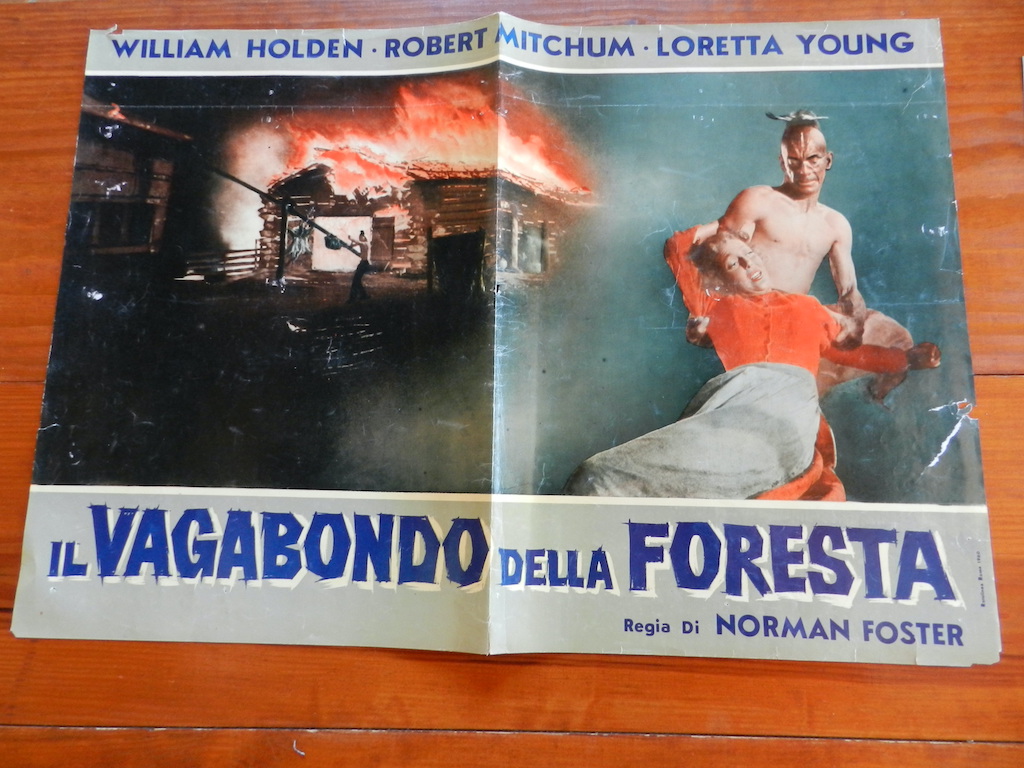 WILLIAM HOLDEN · ROBERT MITCHUM · LORETTA YOUNG
IL VAGABONDO DELLA FORESTA
Regia Di NORMAN FOSTER